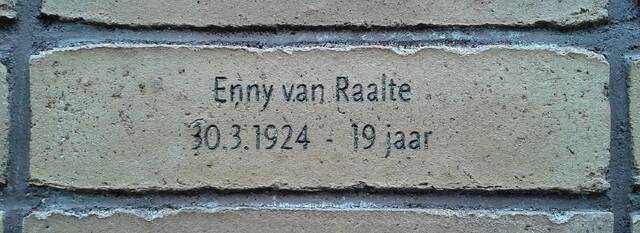 Enny van Raalte
30.3.1924 - 19 jaar